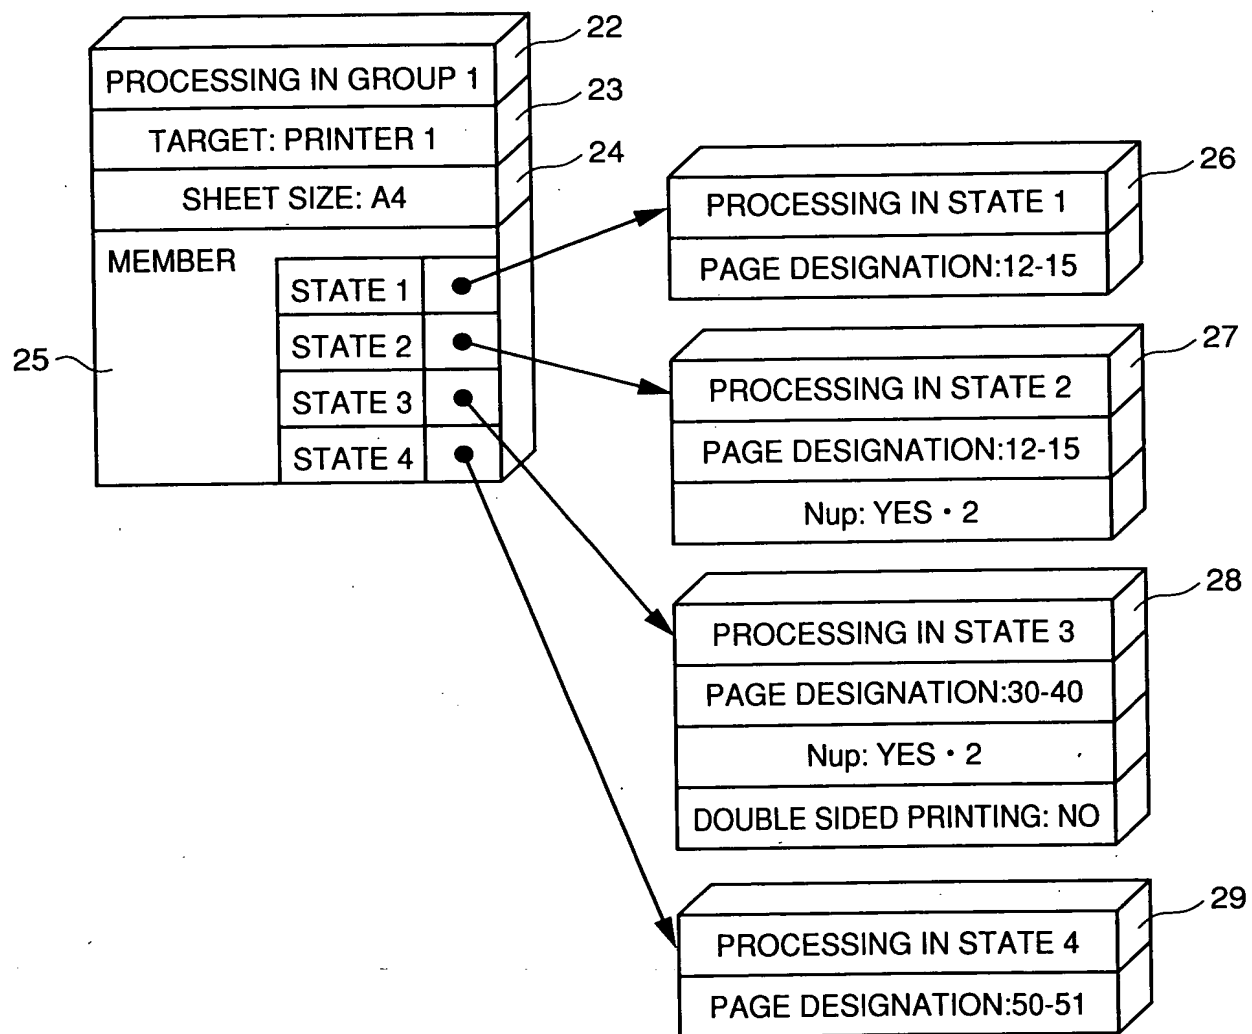 22
PROCESSING IN GROUP 1
23
TARGET: PRINTER 1
24
SHEET SIZE: A4
MEMBER
STATE 1
STATE 2
25
STATE 3
STATE 4
26
PROCESSING IN STATE 1
PAGE DESIGNATION:12-15
27
PROCESSING IN STATE 2
PAGE DESIGNATION:12-15
Nup: YES・2
28
PROCESSING IN STATE 3
PAGE DESIGNATION:30-40
Nup: YES・2
DOUBLE SIDED PRINTING: NO
29
PROCESSING IN STATE 4
PAGE DESIGNATION:50-51